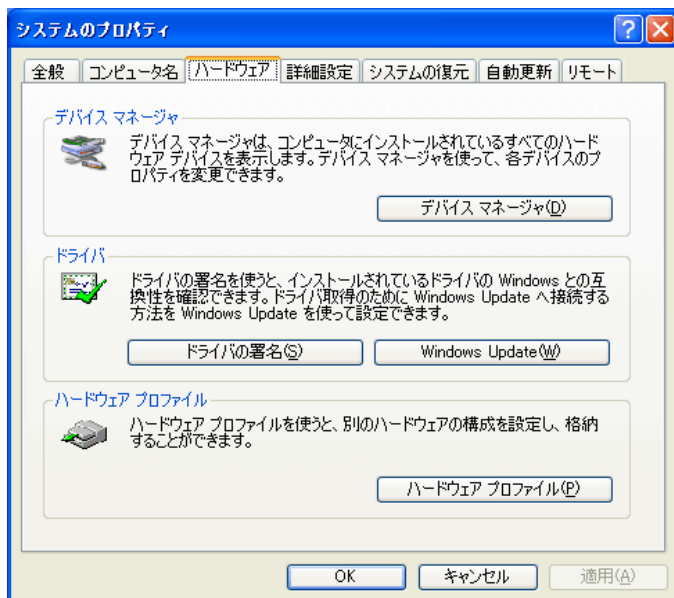 システムのプロパティ
全般 コンピュータ名 ハードウェア 詳細設定 システムの復元 自動更新 リモート
デバイス マネージャ
デバイス マネージャは、コンピュータにインストールされているすべてのハード
ウェア デバイスを表示します。デバイス マネージャを使って、各デバイスのプ
ロパティを変更できます。
デバイス マネージャ(D)
ドライバ
ドライバの署名を使うと、インストールされているドライバの Windows との互
換性を確認できます。ドライバ取得のために Windows Update へ接続する
方法を Windows Update を使って設定できます。
ドライバの署名(S) Windows Update(W)
ハードウェア プロファイル
ハードウェア プロファイルを使うと、別のハードウェアの構成を設定し、格納
することができます。
ハードウェア プロファイル(P)
OK キャンセル 適用(A)